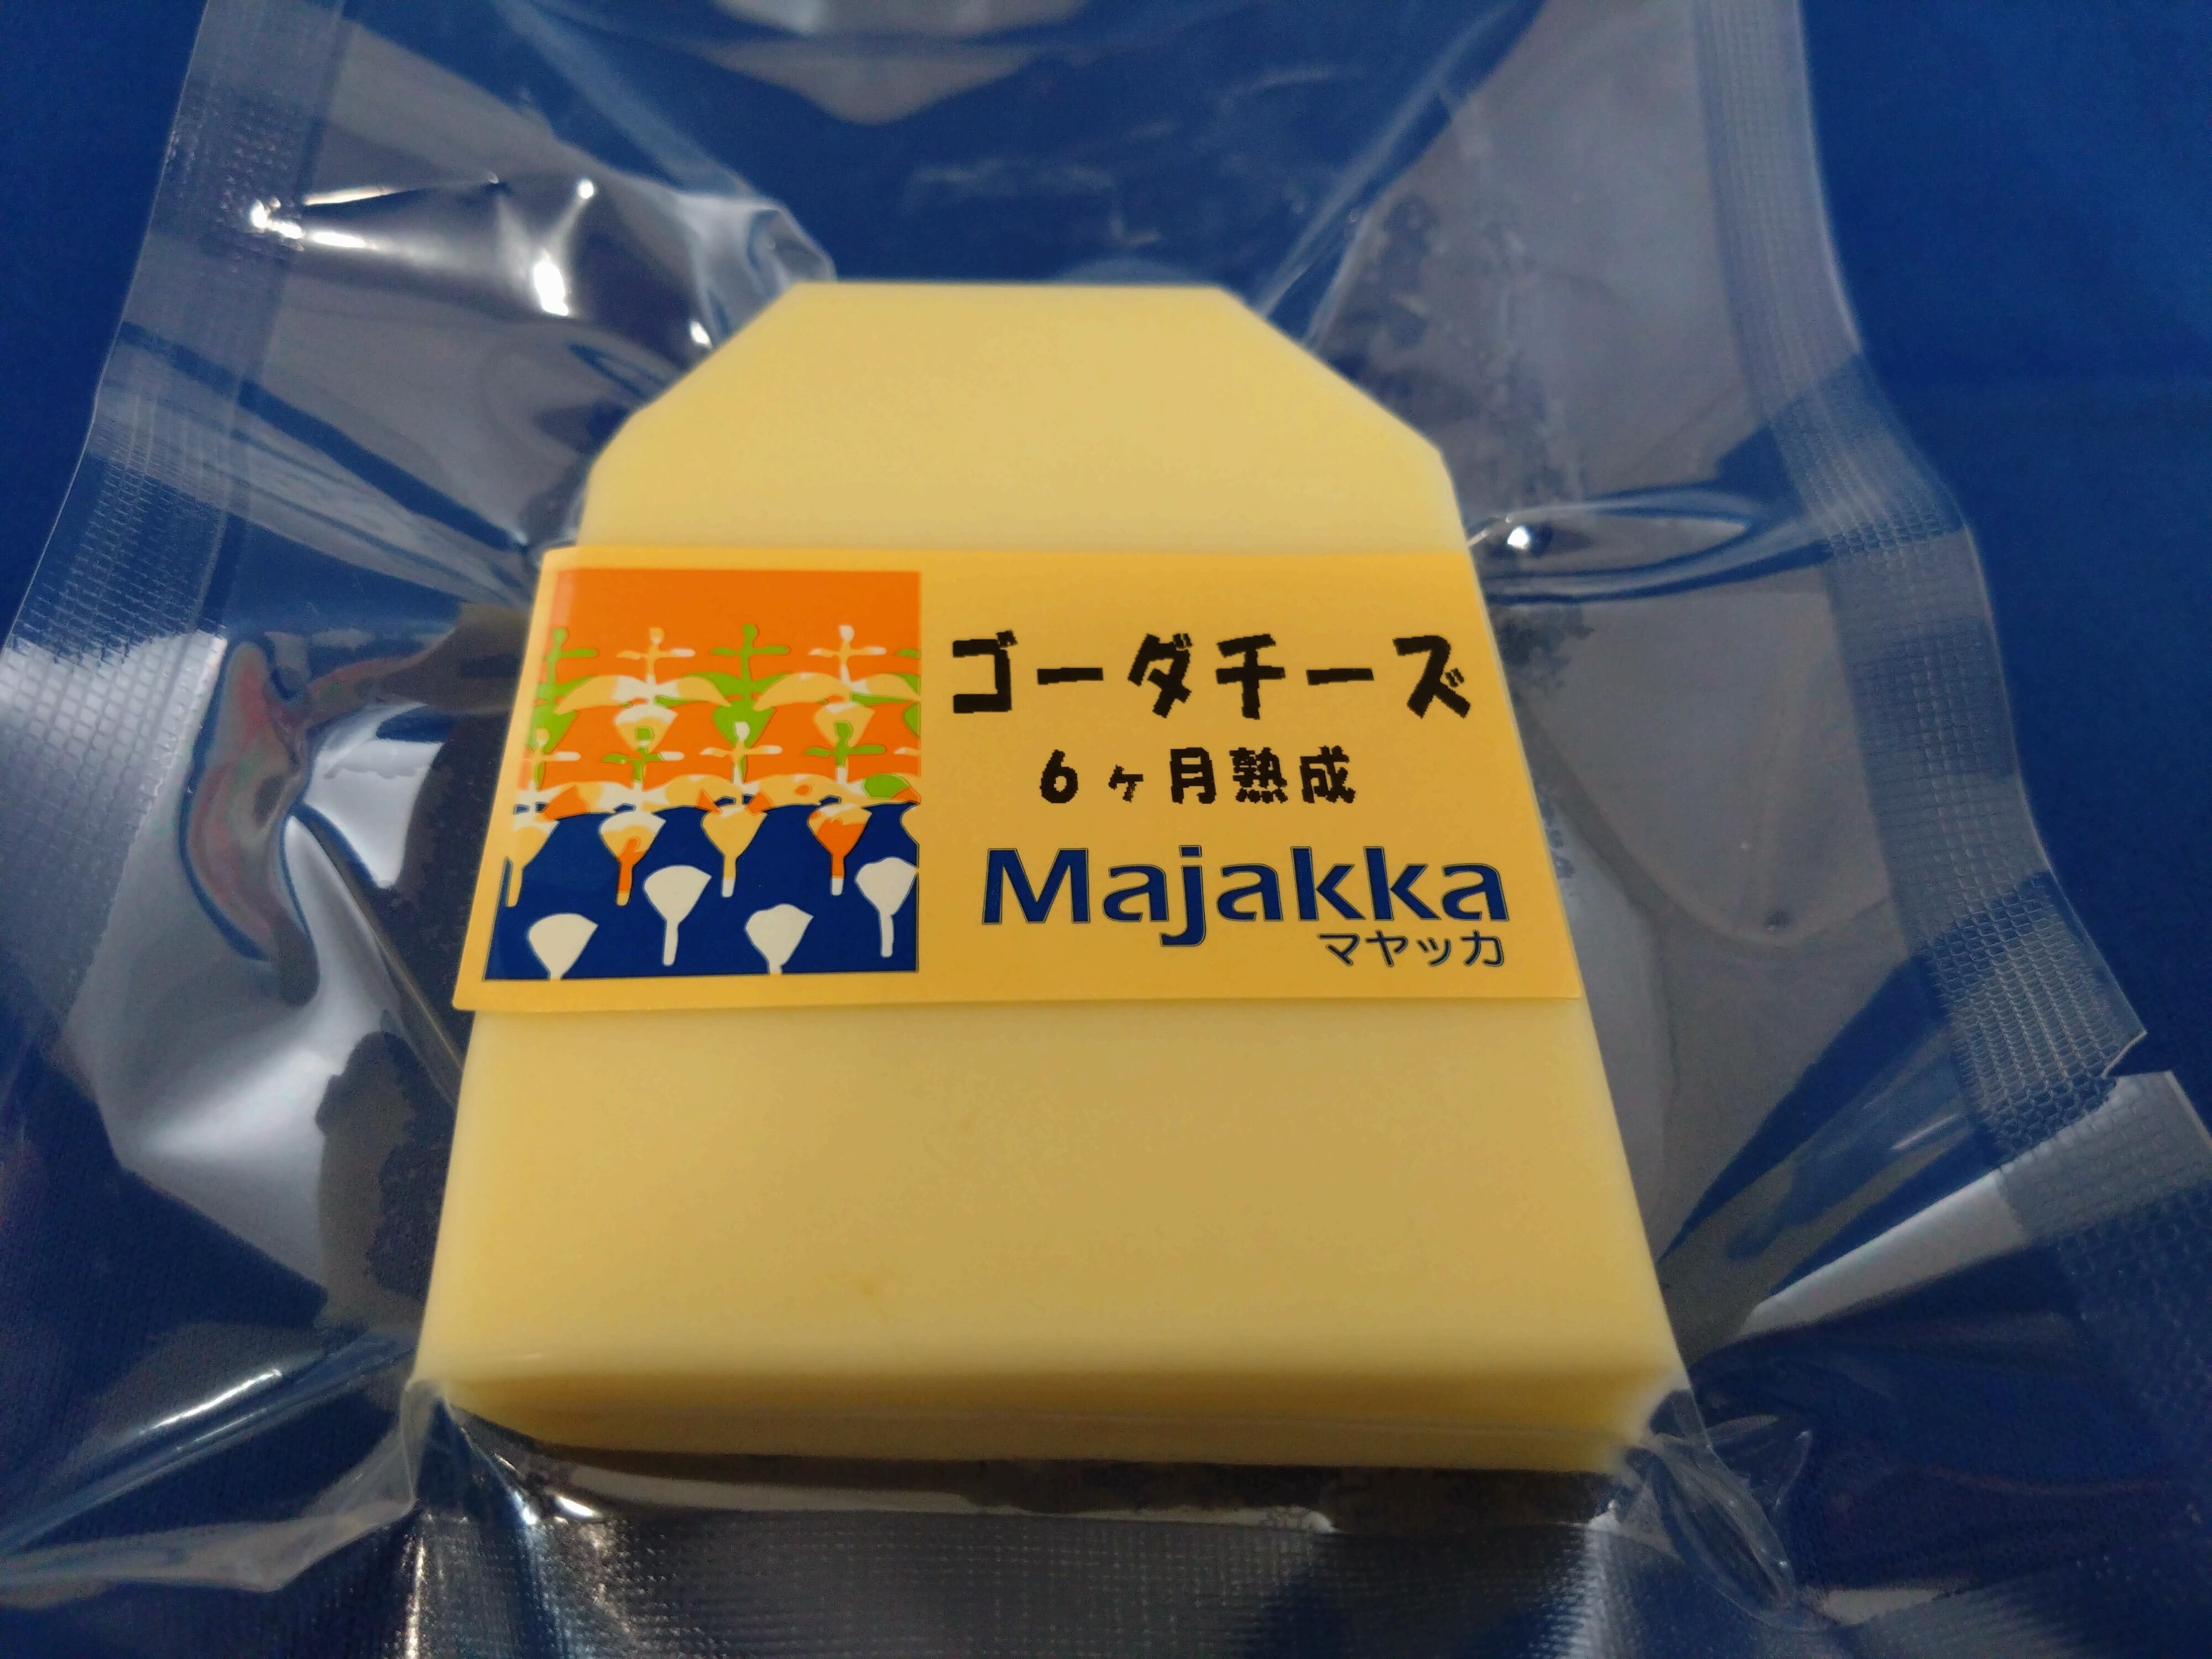 ゴーダチーズ
6ヶ月熟成
Majakka
マヤッカ